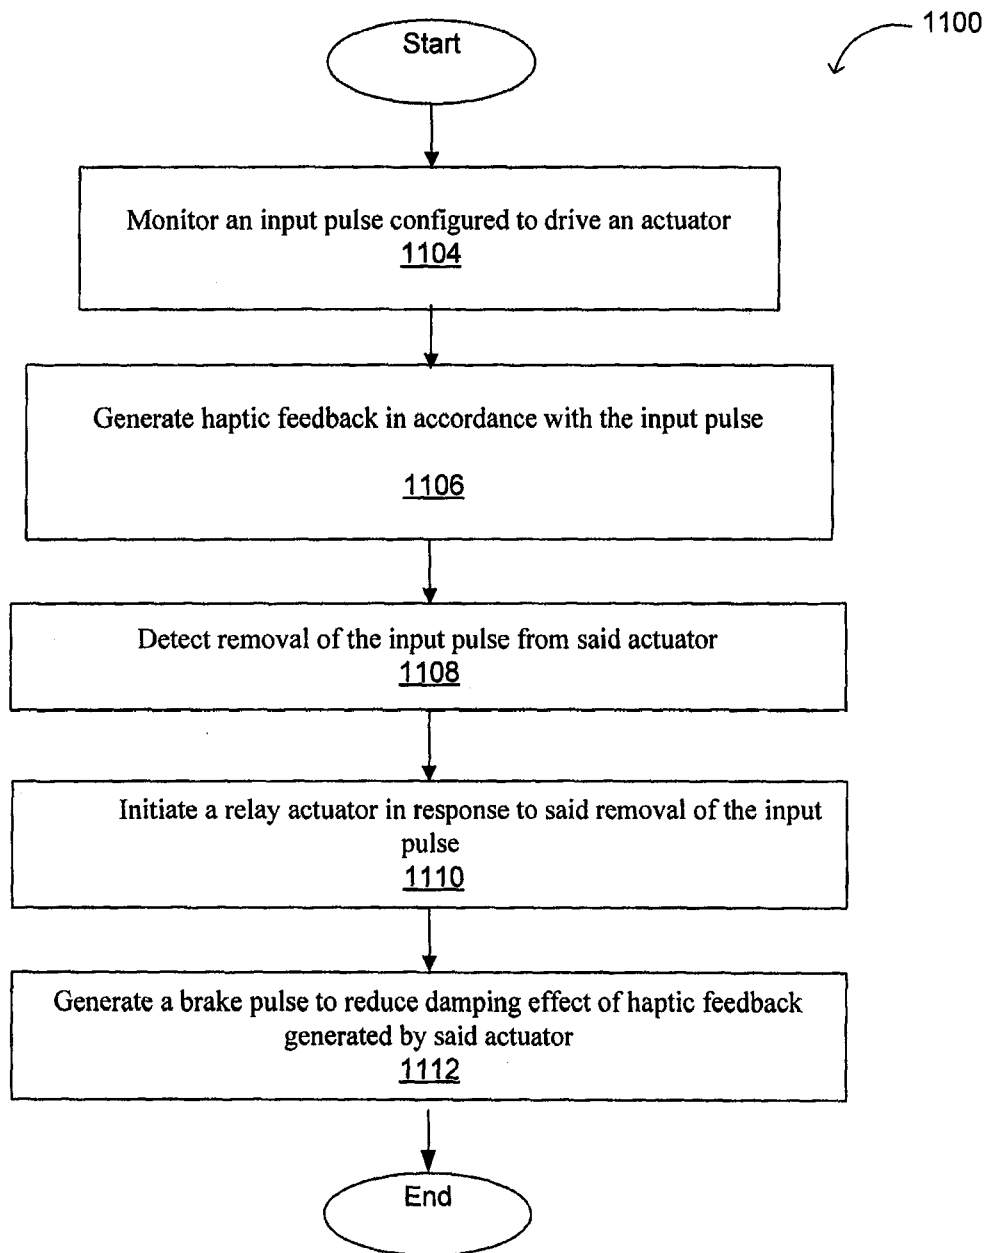 1100
Start
Monitor an input pulse configured to drive an actuator
1104
Generate haptic feedback in accordance with the input pulse
1106
Detect removal of the input pulse from said actuator
1108
Initiate a relay actuator in response to said removal of the input
pulse
1110
Generate a brake pulse to reduce damping effect of haptic feedback
generated by said actuator
1112
End